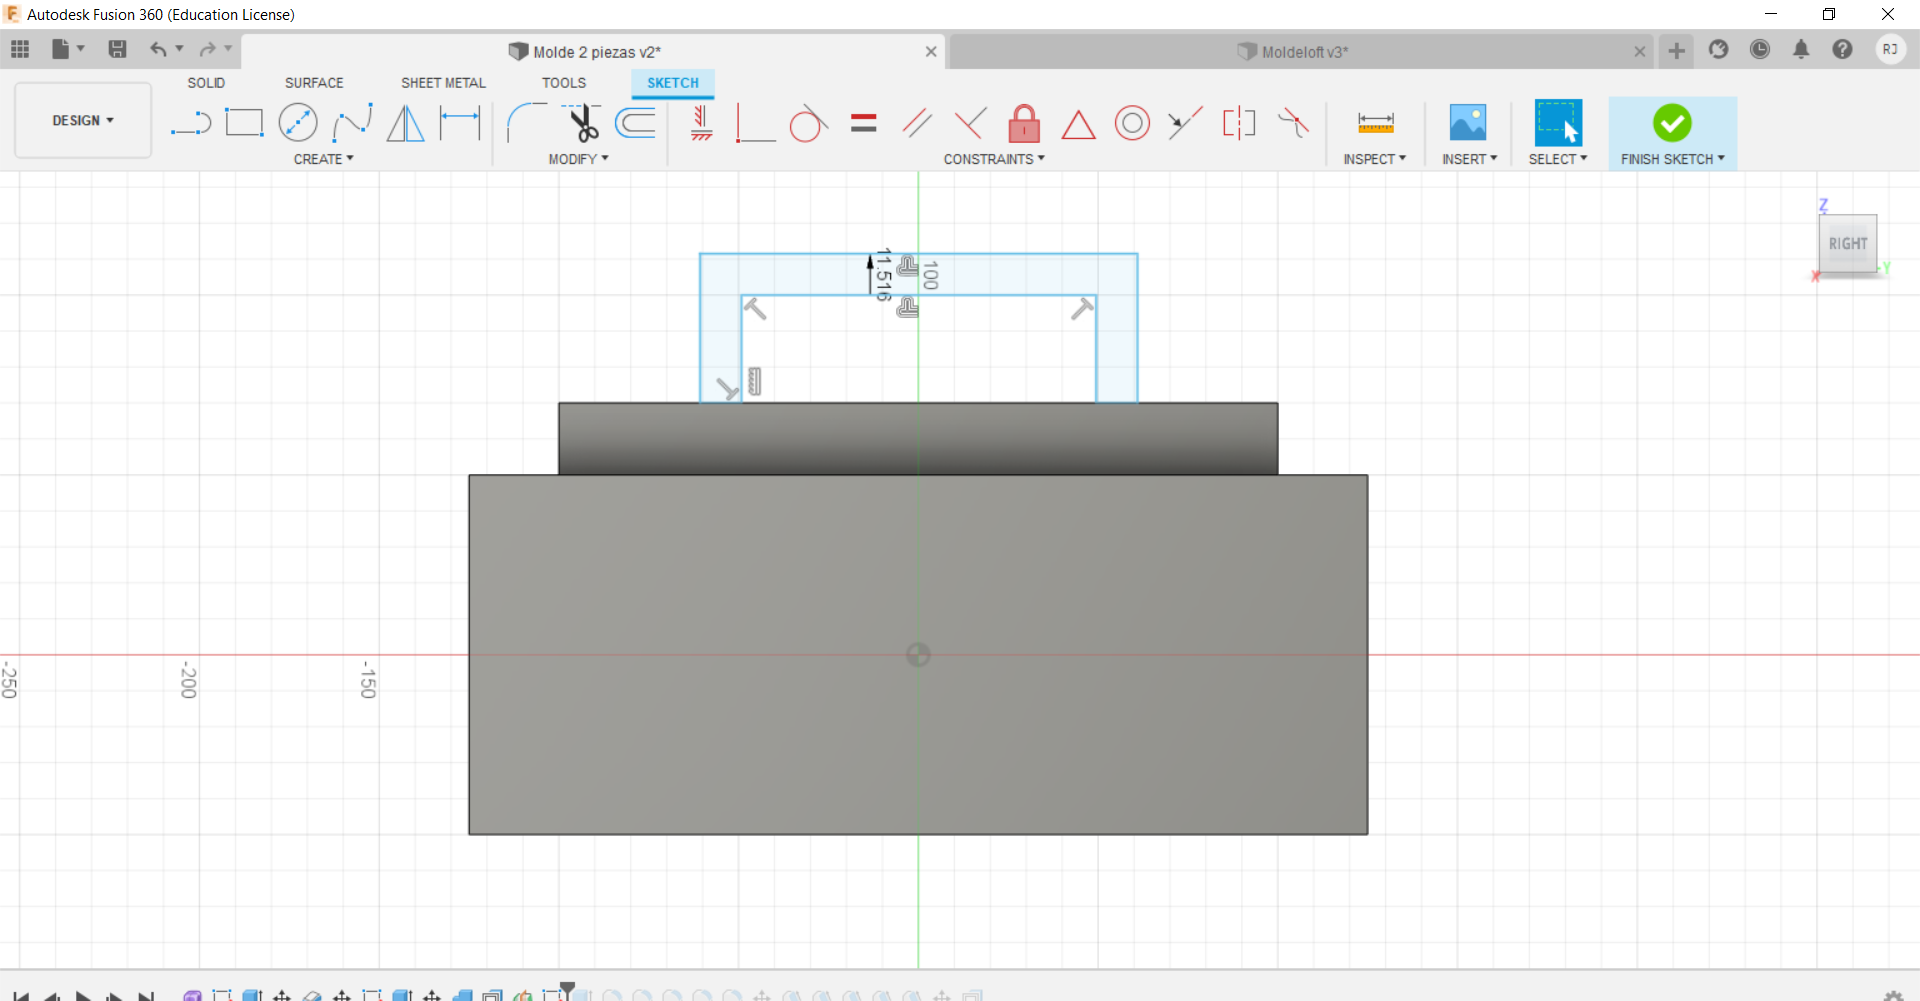 Autodesk Fusion 360 (Education License)
Molde 2 piezas v2*
Moldeloft v3*
RJ
SOLID
SURFACE
SHEET METAL
TOOLS
SKETCH
DESIGN
CREATE
MODIFY
CONSTRAINTS
INSPECT
INSERT
SELECT
FINISH SKETCH
Z
RIGHT
X
Y
11.516
100
-250
-200
-150